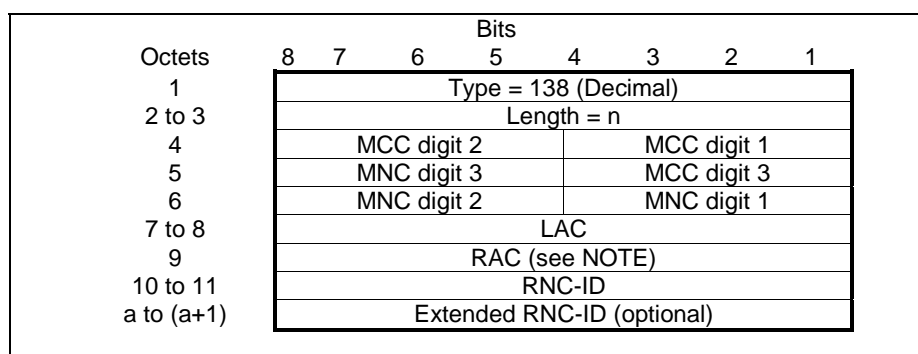 Bits
Octets 8 7 6 5 4 3 2 1
1 Type = 138 (Decimal)
2 to 3 Length = n
4 MCC digit 2 MCC digit 1
5 MNC digit 3 MCC digit 3
6 MNC digit 2 MNC digit 1
7 to 8 LAC
9 RAC (see NOTE)
10 to 11 RNC-ID
a to (a+1) Extended RNC-ID (optional)